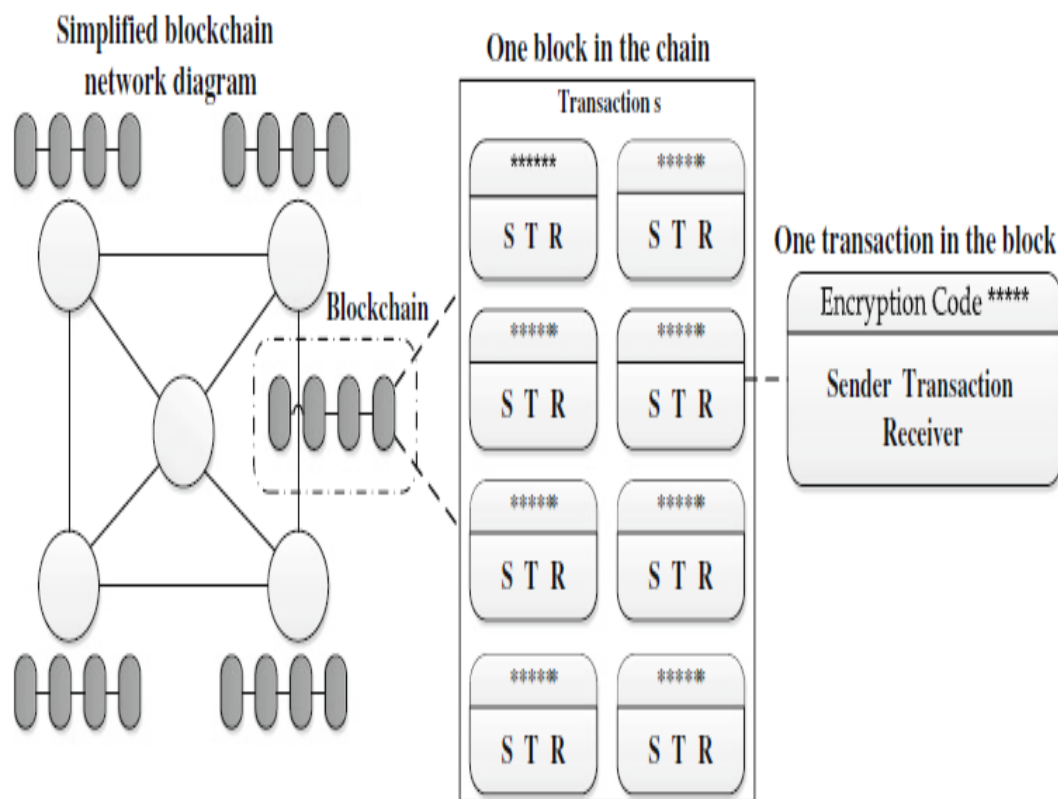 Simplified blockchain
network diagram
Blockchain
One block in the chain
Transaction s
******
S T R
*****
S T R
*****
S T R
*****
S T R
*****
S T R
*****
S T R
*****
S T R
*****
S T R
One transaction in the block
Encryption Code *****
Sender Transaction
Receiver